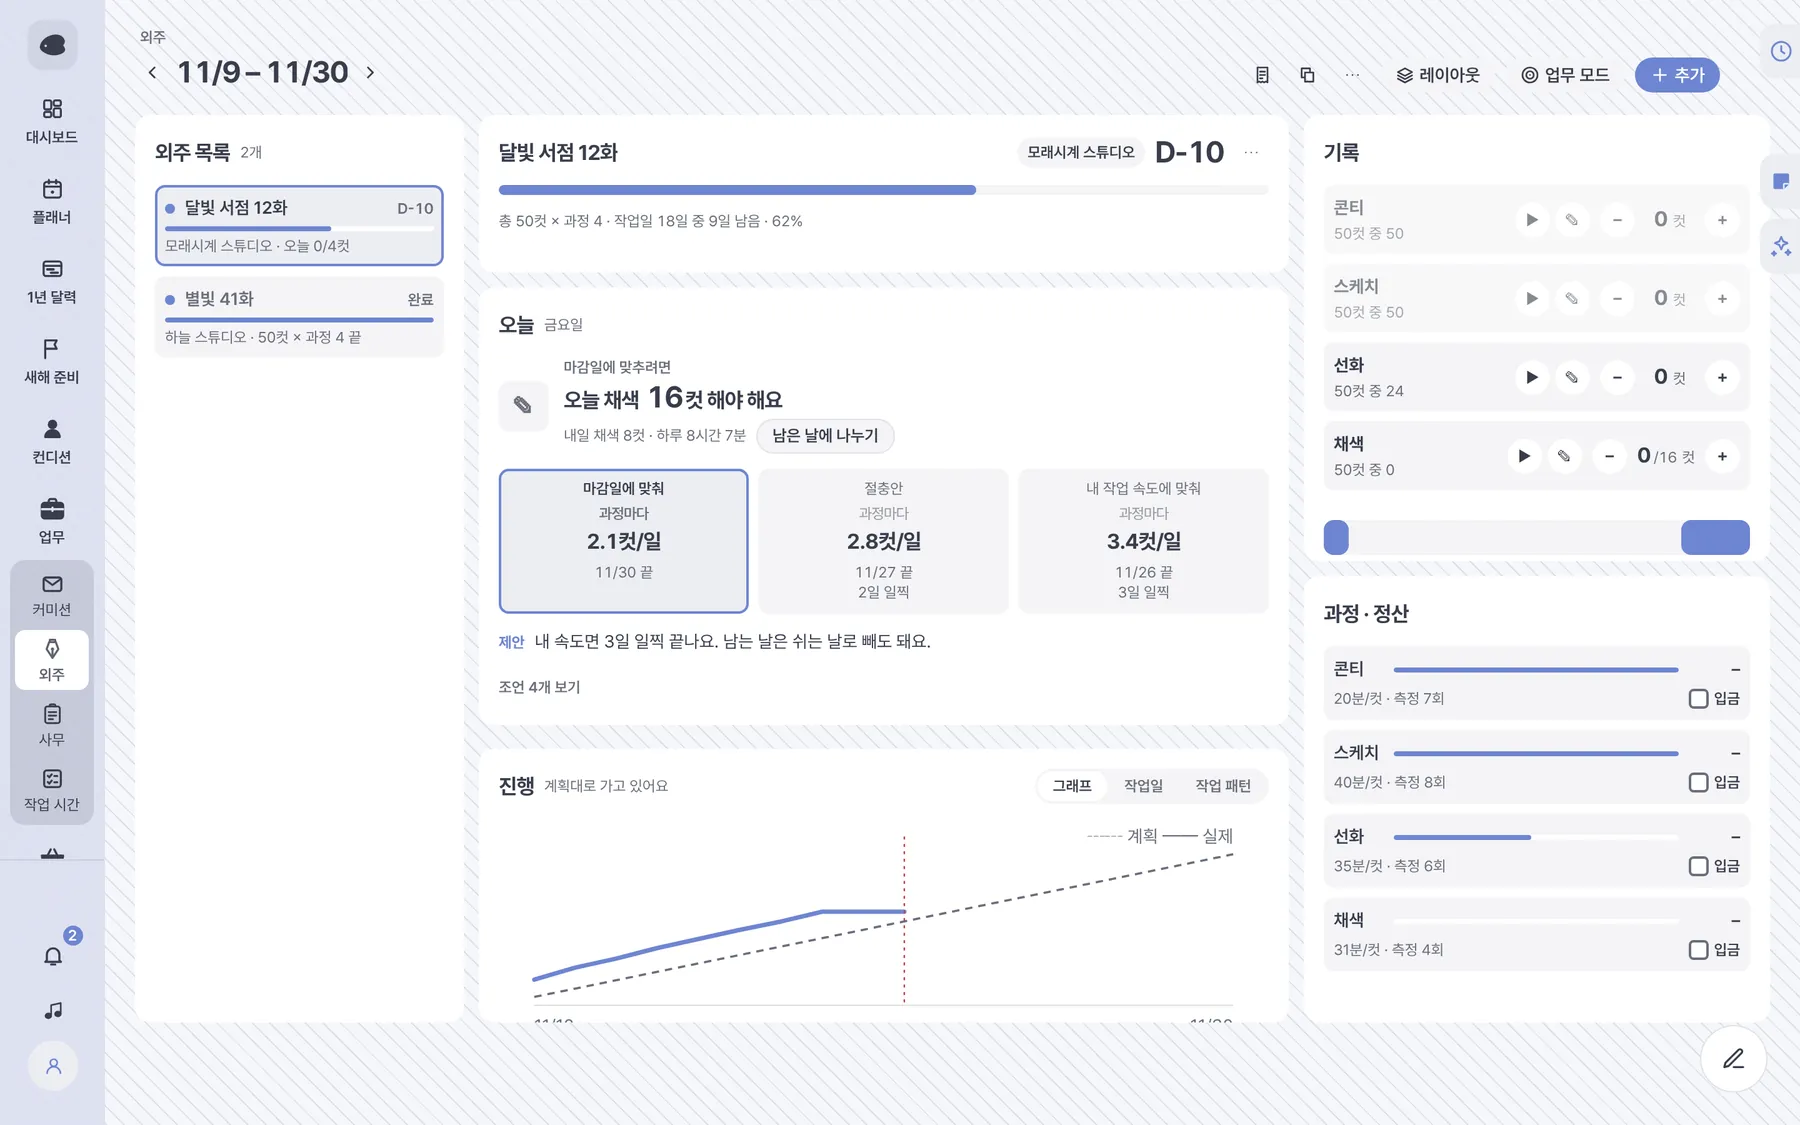 대시보드
플래너
1년 달력
새해 준비
컨디션
업무
커미션
외주
사무
작업 시간
2
외주
11/9 – 11/30
레이아웃
업무 모드
추가
외주 목록 2개
달빛 서점 12화 D-10
모래시계 스튜디오 · 오늘 0/4컷
별빛 41화 완료
하늘 스튜디오 · 50컷 × 과정 4 끝
달빛 서점 12화 모래시계 스튜디오 D-10
총 50컷 × 과정 4 · 작업일 18일 중 9일 남음 · 62%
오늘 금요일
마감일에 맞추려면
오늘 채색 16컷 해야 해요
내일 채색 8컷 · 하루 8시간 7분 남은 날에 나누기
마감일에 맞춰
과정마다
2.1컷/일
11/30 끝
절충안
과정마다
2.8컷/일
11/27 끝
2일 일찍
내 작업 속도에 맞춰
과정마다
3.4컷/일
11/26 끝
3일 일찍
제안 내 속도면 3일 일찍 끝나요. 남는 날은 쉬는 날로 빼도 돼요.
조언 4개 보기
진행 계획대로 가고 있어요
그래프 작업일 작업 패턴
계획 실제
기록
콘티
50컷 중 50
0 컷
스케치
50컷 중 50
0 컷
선화
50컷 중 24
0 컷
채색
50컷 중 0
0/16 컷
과정 · 정산
콘티 –
20분/컷 · 측정 7회 입금
스케치 –
40분/컷 · 측정 8회 입금
선화 –
35분/컷 · 측정 6회 입금
채색 –
31분/컷 · 측정 4회 입금